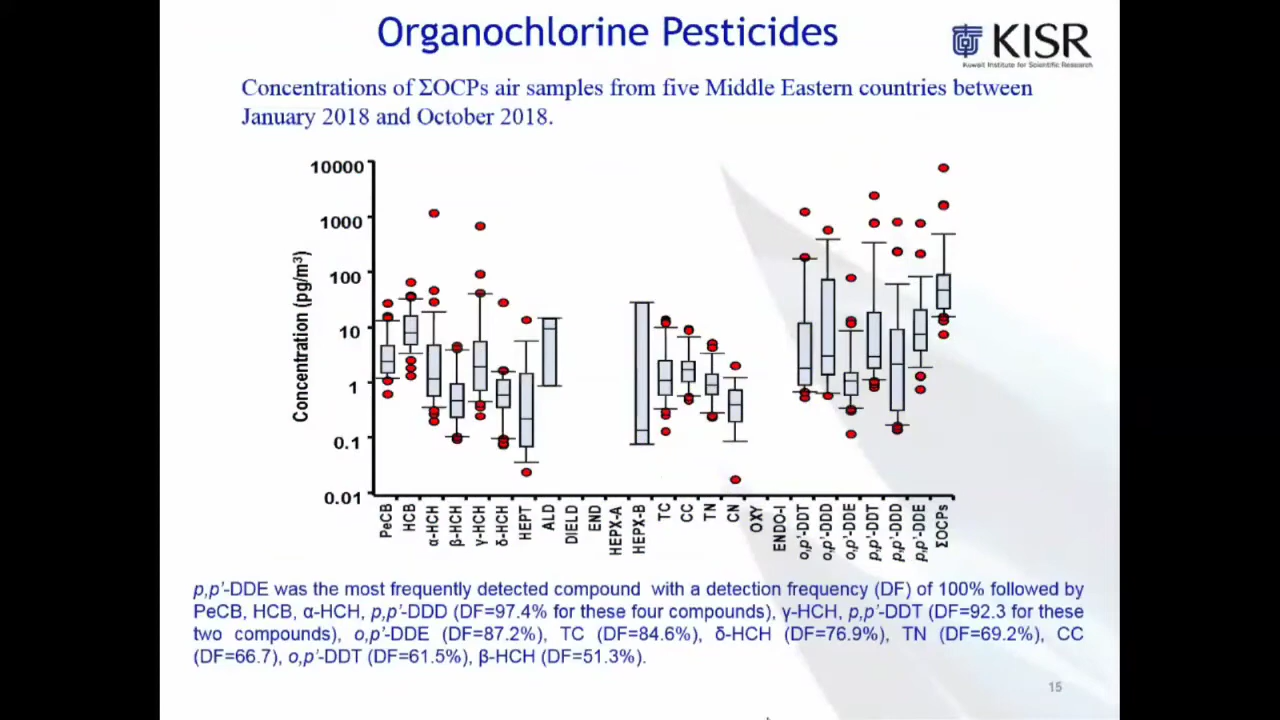 Organochlorine Pesticides
KISR
Kuwait Institute for Scientific Research
Concentrations of ΣOCPs air samples from five Middle Eastern countries between
January 2018 and October 2018.
Concentration (pg/m³)
10000
1000
100
10
1
0.1
0.01
PeCB
HCB
α-HCH
β-HCH
γ-HCH
δ-HCH
HEPT
ALD
DIELD
END
HEPX-A
HEPX-B
TC
CC
TN
CN
OXY
ENDO-I
o,p'-DDT
o,p'-DDD
o,p'-DDE
p,p'-DDT
p,p'-DDD
p,p'-DDE
ΣOCPs
p,p'-DDE was the most frequently detected compound with a detection frequency (DF) of 100% followed by
PeCB, HCB, α-HCH, p,p'-DDD (DF=97.4% for these four compounds), γ-HCH, p,p'-DDT (DF=92.3 for these
two compounds), o,p'-DDE (DF=87.2%), TC (DF=84.6%), δ-HCH (DF=76.9%), TN (DF=69.2%), CC
(DF=66.7), o,p'-DDT (DF=61.5%), β-HCH (DF=51.3%).
15